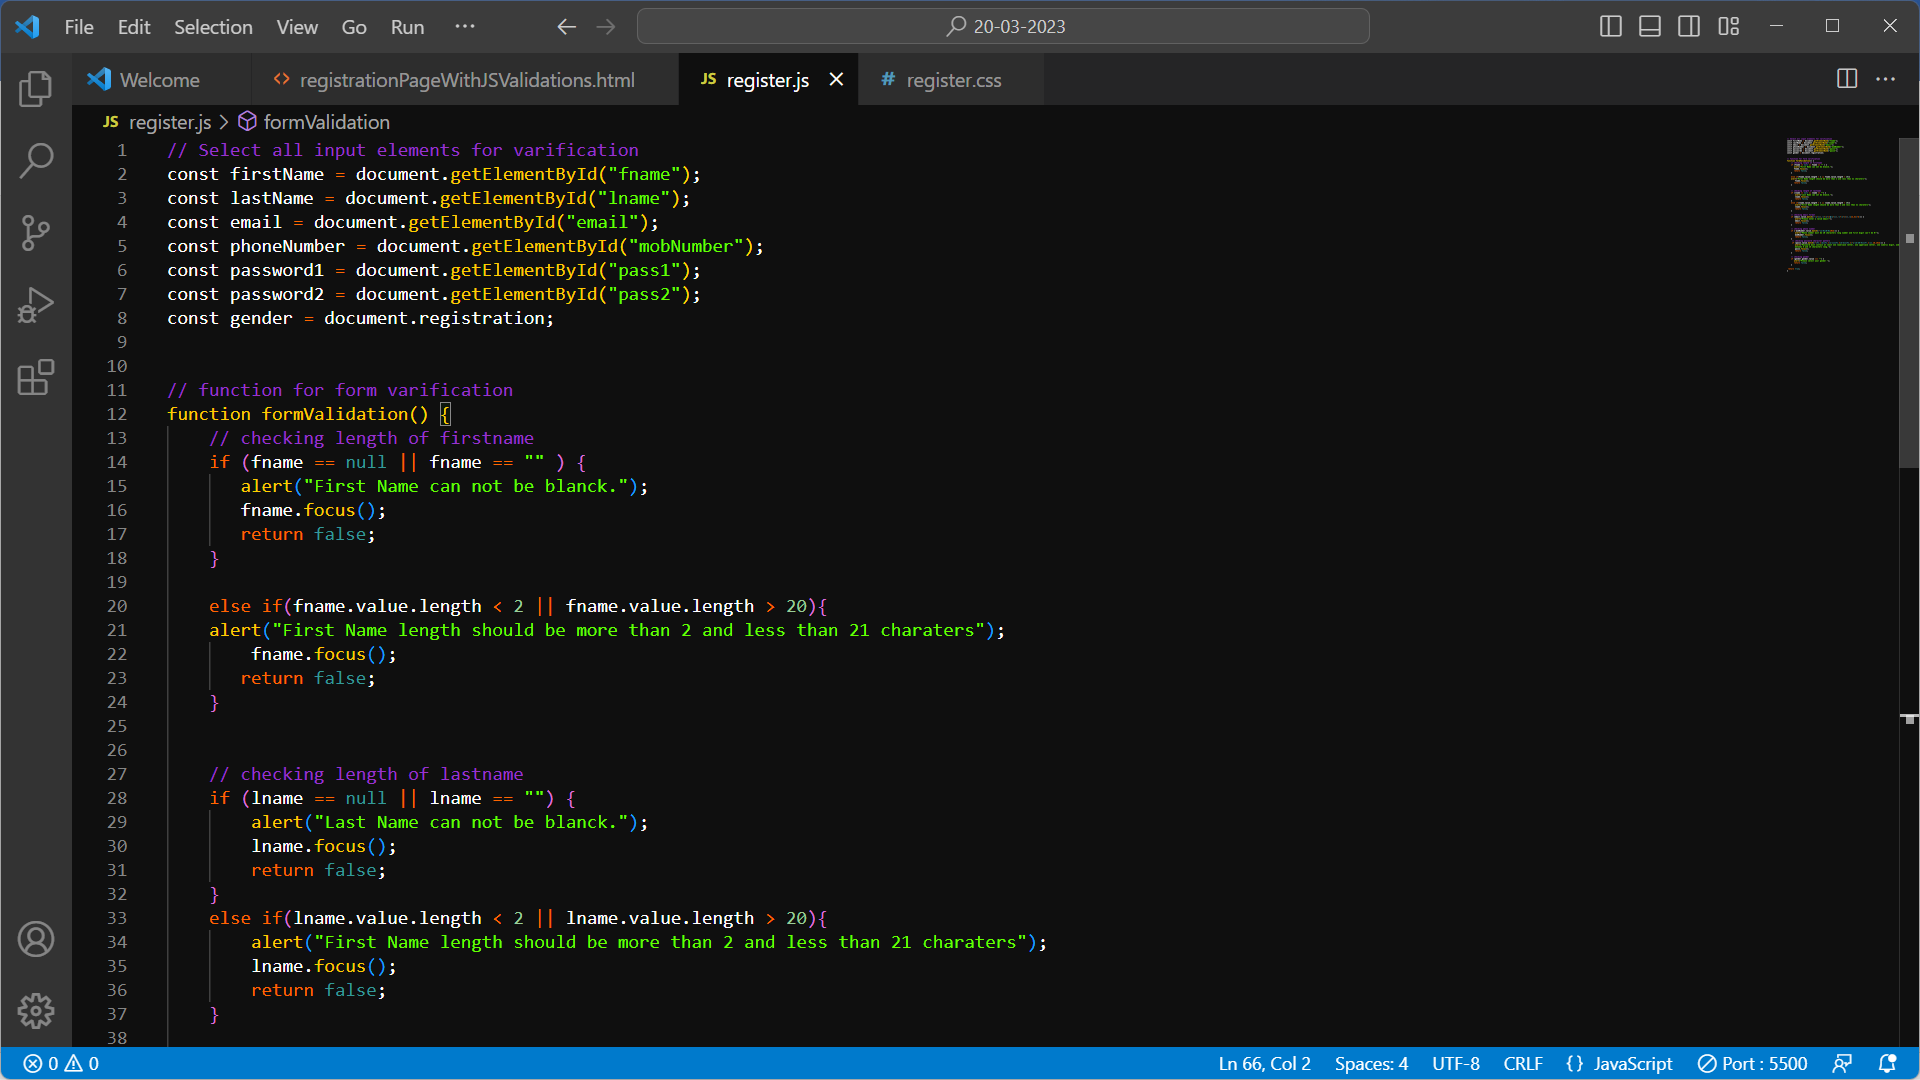 File Edit Selection View Go Run ··· 20-03-2023
Welcome <> registrationPageWithJSValidations.html JS register.js # register.css
JS register.js > formValidation
1 // Select all input elements for varification
2 const firstName = document.getElementById("fname");
3 const lastName = document.getElementById("lname");
4 const email = document.getElementById("email");
5 const phoneNumber = document.getElementById("mobNumber");
6 const password1 = document.getElementById("pass1");
7 const password2 = document.getElementById("pass2");
8 const gender = document.registration;
9
10
11 // function for form varification
12 function formValidation() {
13 // checking length of firstname
14 if (fname == null || fname == "" ) {
15 alert("First Name can not be blanck.");
16 fname.focus();
17 return false;
18 }
19
20 else if(fname.value.length < 2 || fname.value.length > 20){
21 alert("First Name length should be more than 2 and less than 21 charaters");
22 fname.focus();
23 return false;
24 }
25
26
27 // checking length of lastname
28 if (lname == null || lname == "") {
29 alert("Last Name can not be blanck.");
30 lname.focus();
31 return false;
32 }
33 else if(lname.value.length < 2 || lname.value.length > 20){
34 alert("First Name length should be more than 2 and less than 21 charaters");
35 lname.focus();
36 return false;
37 }
38
0 0 Ln 66, Col 2 Spaces: 4 UTF-8 CRLF {} JavaScript Port : 5500